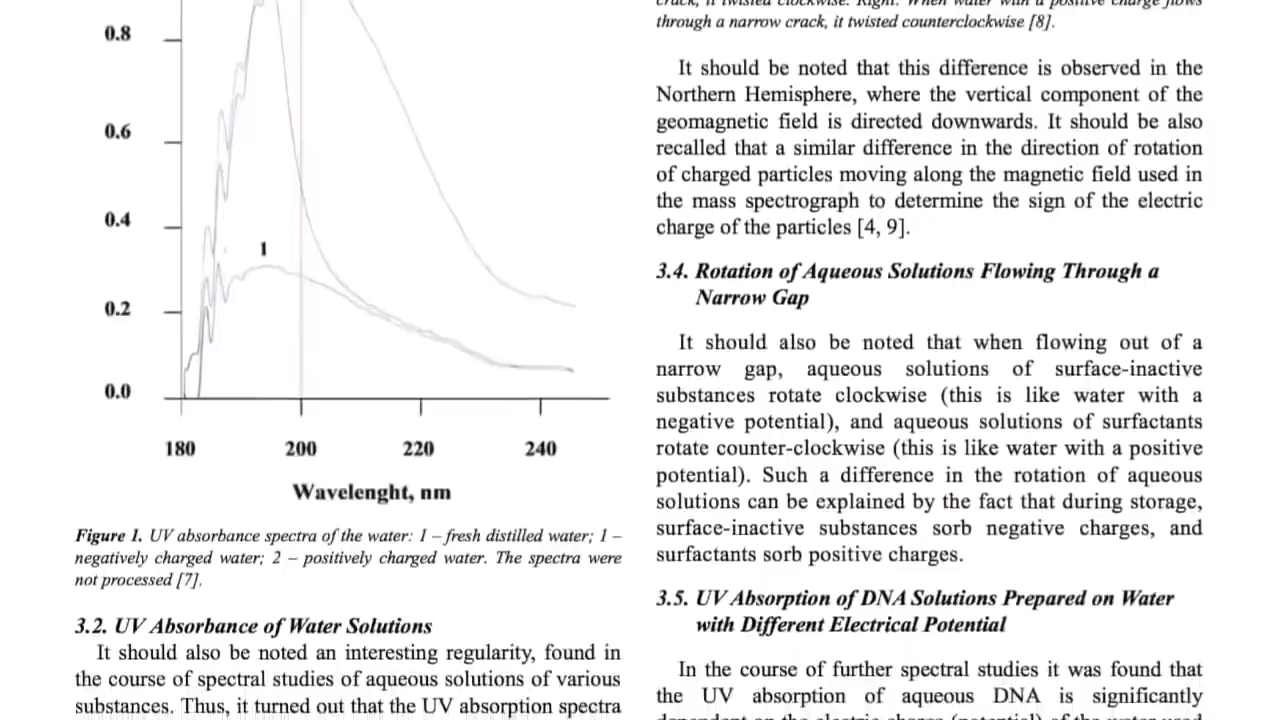 0.8
0.6
0.4
1
0.2
0.0
180 200 220 240
Wavelenght, nm
Figure 1. UV absorbance spectra of the water: 1 – fresh distilled water; 1 –
negatively charged water; 2 – positively charged water. The spectra were
not processed [7].
3.2. UV Absorbance of Water Solutions
It should also be noted an interesting regularity, found in
the course of spectral studies of aqueous solutions of various
substances. Thus, it turned out that the UV absorption spectra
crack, it twisted clockwise. Right: When water with a positive charge flows
through a narrow crack, it twisted counterclockwise [8].
It should be noted that this difference is observed in the
Northern Hemisphere, where the vertical component of the
geomagnetic field is directed downwards. It should be also
recalled that a similar difference in the direction of rotation
of charged particles moving along the magnetic field used in
the mass spectrograph to determine the sign of the electric
charge of the particles [4, 9].
3.4. Rotation of Aqueous Solutions Flowing Through a
Narrow Gap
It should also be noted that when flowing out of a
narrow gap, aqueous solutions of surface-inactive
substances rotate clockwise (this is like water with a
negative potential), and aqueous solutions of surfactants
rotate counter-clockwise (this is like water with a positive
potential). Such a difference in the rotation of aqueous
solutions can be explained by the fact that during storage,
surface-inactive substances sorb negative charges, and
surfactants sorb positive charges.
3.5. UV Absorption of DNA Solutions Prepared on Water
with Different Electrical Potential
In the course of further spectral studies it was found that
the UV absorption of aqueous DNA is significantly